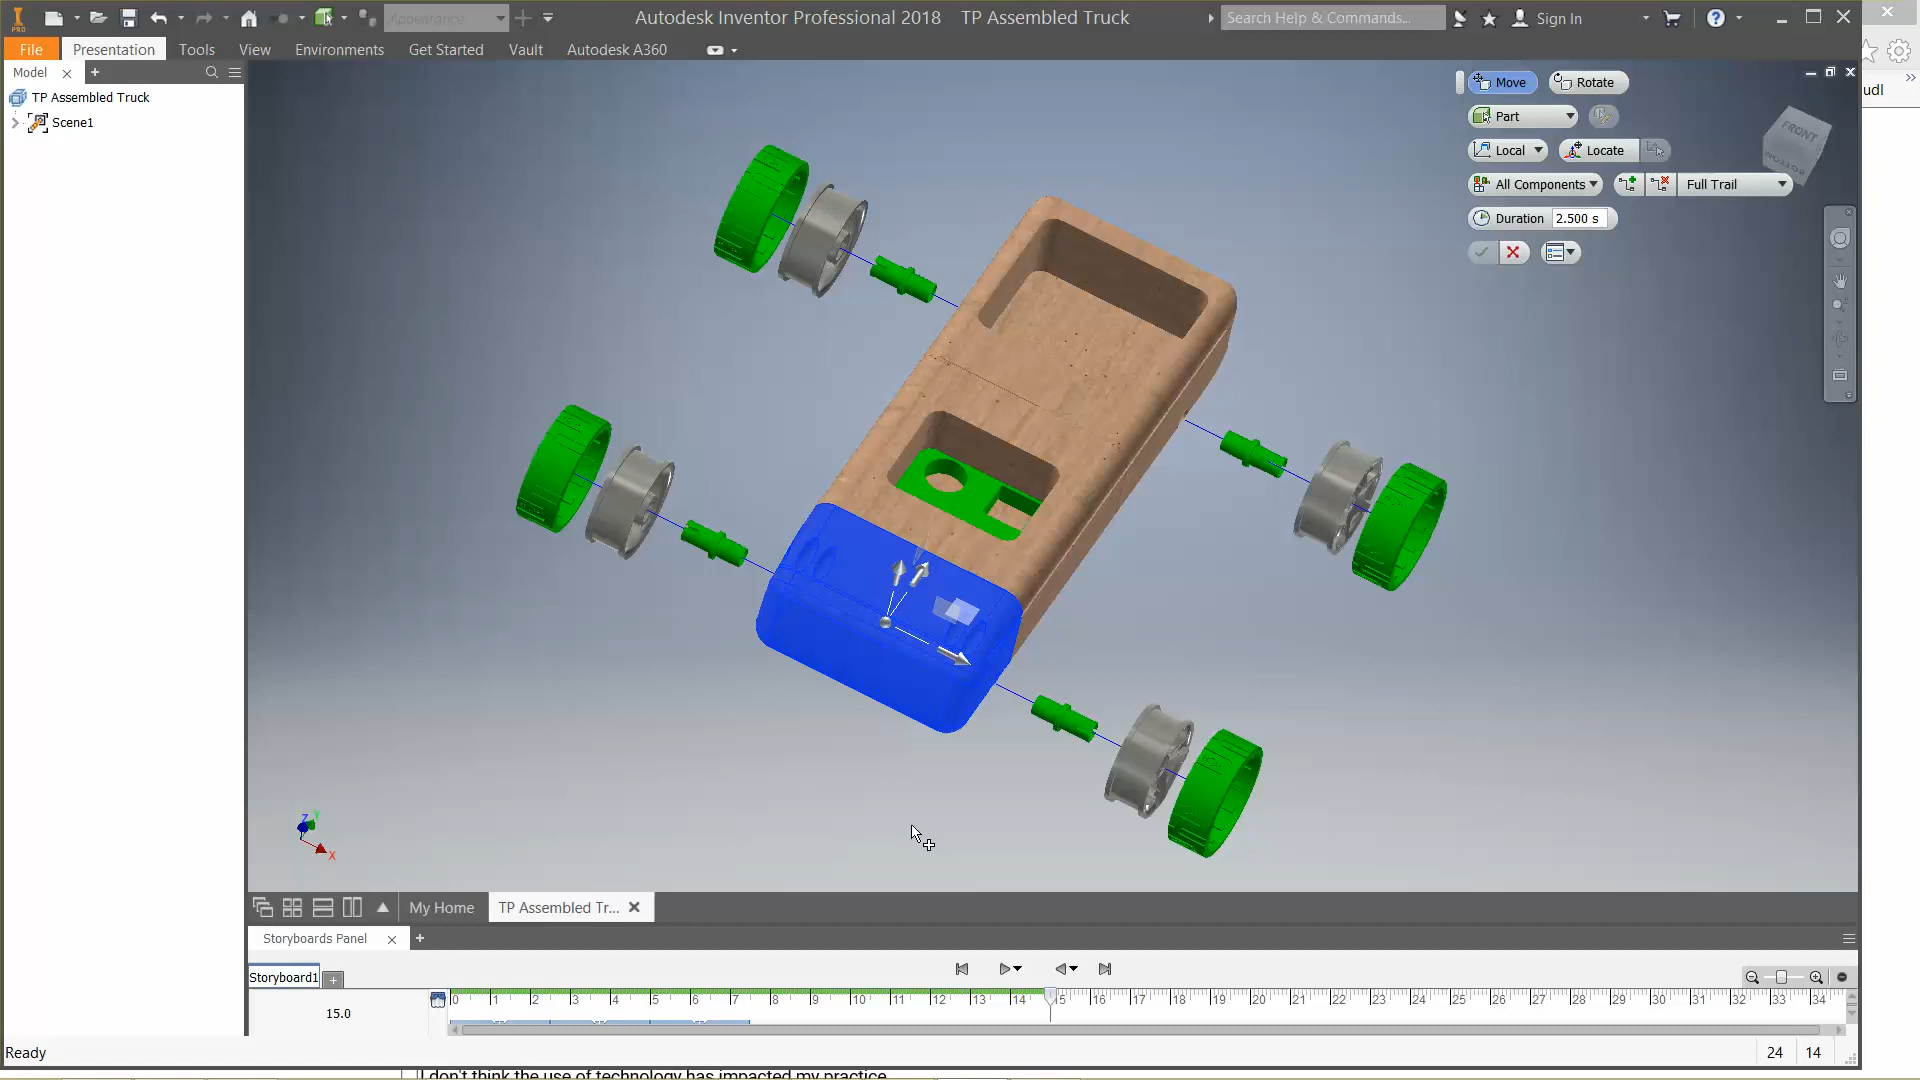 PRO
Appearance
Autodesk Inventor Professional 2018 TP Assembled Truck
Search Help & Commands...
Sign In
File Presentation Tools View Environments Get Started Vault Autodesk A360
Model
TP Assembled Truck
Scene1
Move Rotate
Part
Local Locate
All Components Full Trail
Duration 2.500 s
FRONT
BOTTOM
udl
Z Y X
My Home TP Assembled Tr...
Storyboards Panel
Storyboard1
0 1 2 3 4 5 6 7 8 9 10 11 12 13 14 15 16 17 18 19 20 21 22 23 24 25 26 27 28 29 30 31 32 33 34
15.0
Ready
24 14
I don't think the use of technology has impacted my practice